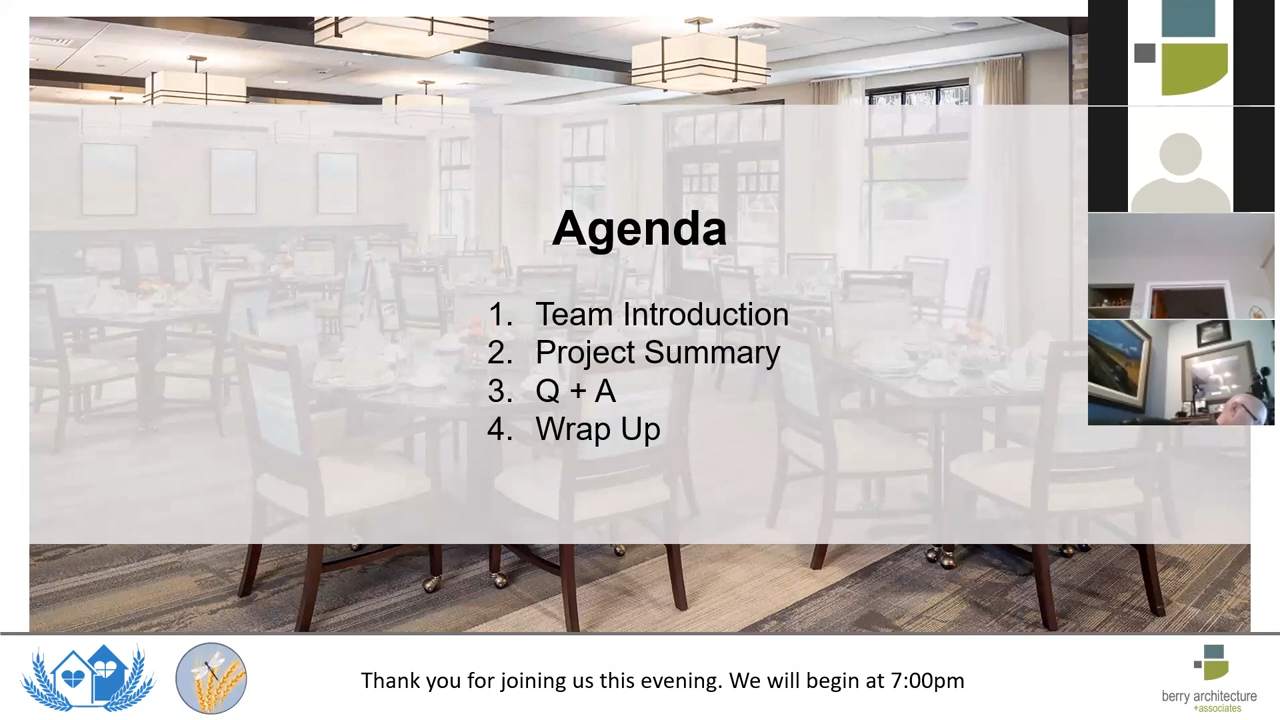 Agenda
1. Team Introduction
2. Project Summary
3. Q + A
4. Wrap Up
Thank you for joining us this evening. We will begin at 7:00pm
berry architecture
+associates